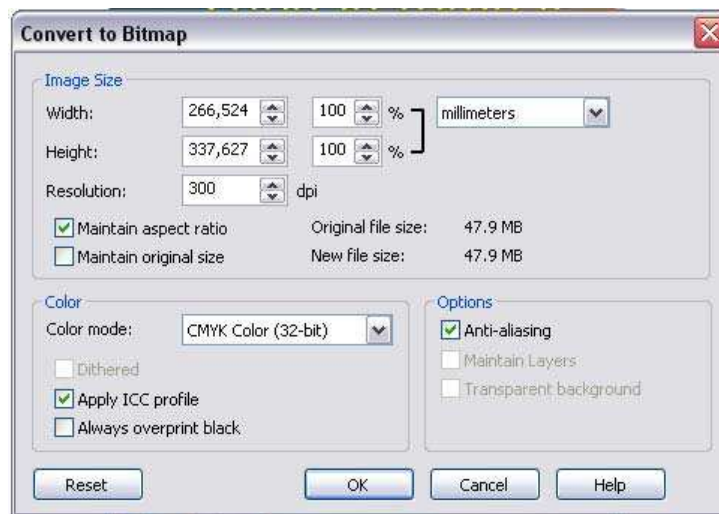 Convert to Bitmap
Image Size
Width: 266,524 100 % millimeters
Height: 337,627 100 %
Resolution: 300 dpi
Maintain aspect ratio Original file size: 47.9 MB
Maintain original size New file size: 47.9 MB
Color Options
Color mode: CMYK Color (32-bit) Anti-aliasing
Dithered Maintain Layers
Apply ICC profile Transparent background
Always overprint black
Reset OK Cancel Help